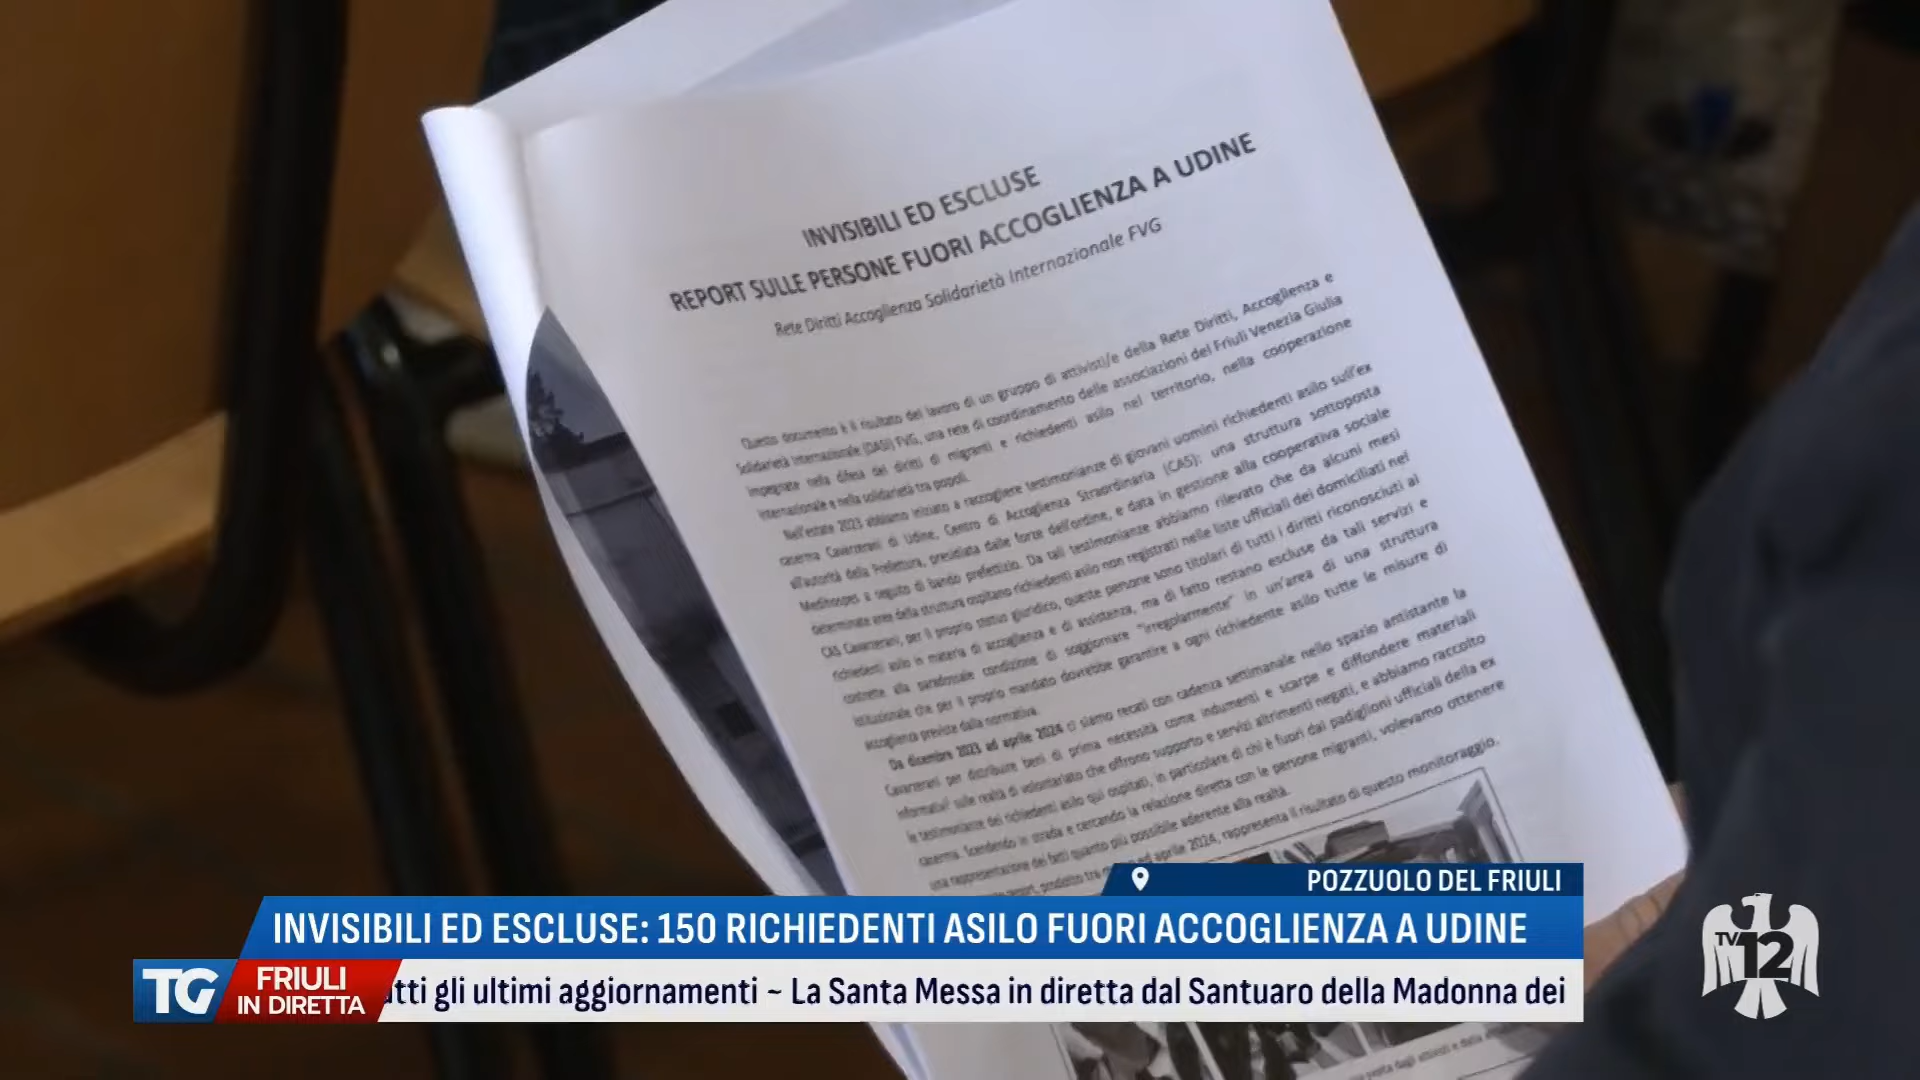 INVISIBILI ED ESCLUSE
REPORT SULLE PERSONE FUORI ACCOGLIENZA A UDINE
Rete Diritti Accoglienza Solidarietà Internazionale FVG
Questo documento è il risultato del lavoro di un gruppo di attivisti/e della Rete Diritti, Accoglienza e
Solidarietà Internazionale (DASI) FVG, una rete di coordinamento delle associazioni del Friuli Venezia Giulia
impegnate nella difesa dei diritti di migranti e richiedenti asilo nel territorio, nella cooperazione
internazionale e nella solidarietà tra popoli.
Nell'estate 2023 abbiamo iniziato a raccogliere testimonianze di giovani uomini richiedenti asilo sull'ex
caserma Cavarzerani di Udine, Centro di Accoglienza Straordinaria (CAS): una struttura sottoposta
all'autorità della Prefettura, presidiata dalle forze dell'ordine, e data in gestione alla cooperativa sociale
Medihospes a seguito di bando prefettizio. Da tali testimonianze abbiamo rilevato che da alcuni mesi
determinate aree della struttura ospitano richiedenti asilo non registrati nelle liste ufficiali dei domiciliati nel
CAS Cavarzerani, per il proprio status giuridico, queste persone sono titolari di tutti i diritti riconosciuti ai
richiedenti asilo in materia di accoglienza e di assistenza, ma di fatto restano escluse da tali servizi e
costrette alla paradossale condizione di soggiornare "irregolarmente" in un'area di una struttura
istituzionale che per il proprio mandato dovrebbe garantire a ogni richiedente asilo tutte le misure di
accoglienza previste dalla normativa.
Da dicembre 2023 ad aprile 2024 ci siamo recati con cadenza settimanale nello spazio antistante la
Cavarzerani per distribuire beni di prima necessità come indumenti e scarpe e diffondere materiali
informativi sulle realtà di volontariato che offrono supporto e servizi altrimenti negati, e abbiamo raccolto
le testimonianze dei richiedenti asilo qui ospitati, in particolare di chi è fuori dai padiglioni ufficiali della ex
caserma. Scendendo in strada e cercando la relazione diretta con le persone migranti, volevamo ottenere
una rappresentazione dei fatti quanto più possibile aderente alla realtà.
report, prodotto tra ed aprile 2024, rappresenta il risultato di questo monitoraggio.
POZZUOLO DEL FRIULI
INVISIBILI ED ESCLUSE: 150 RICHIEDENTI ASILO FUORI ACCOGLIENZA A UDINE
TG FRIULI
IN DIRETTA
utti gli ultimi aggiornamenti ~ La Santa Messa in diretta dal Santuaro della Madonna dei
TV12